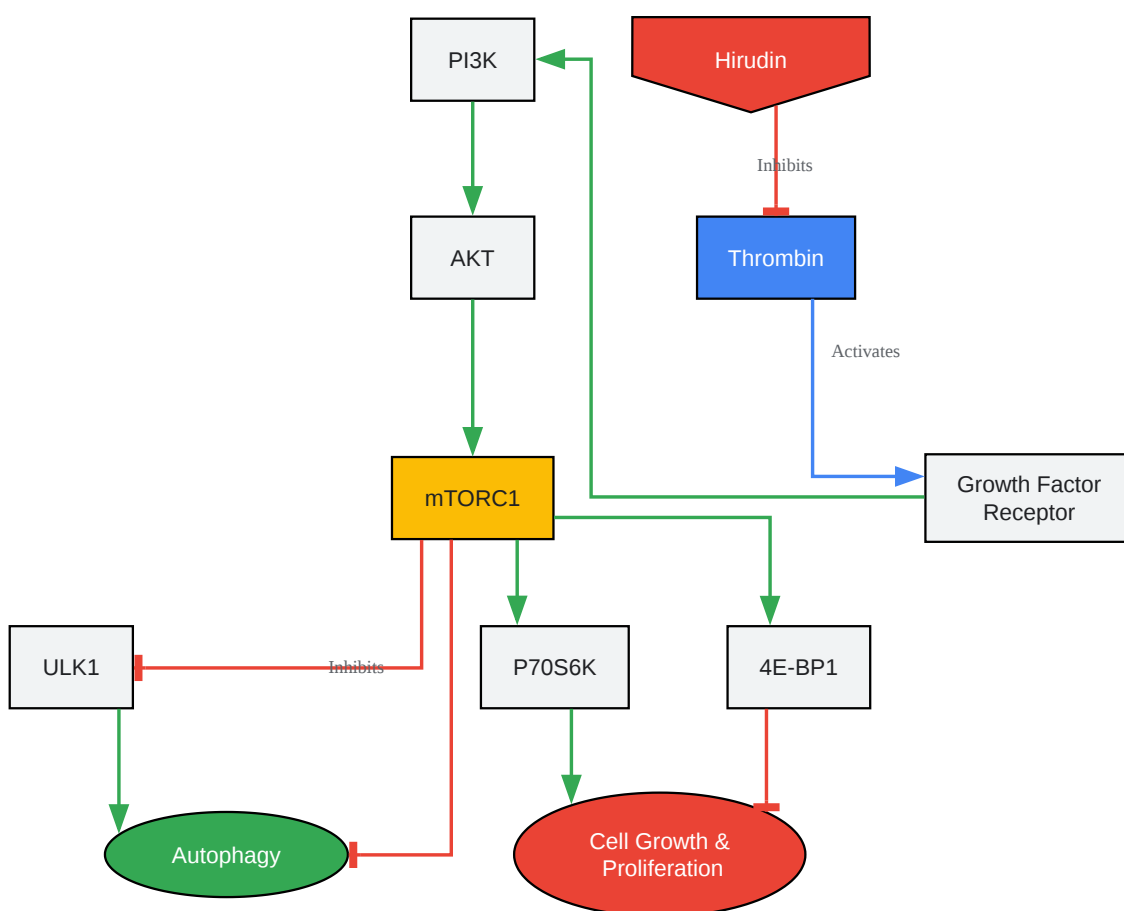 PI3K
Hirudin
Inhibits
AKT
Thrombin
Activates
mTORC1
Growth Factor
Receptor
ULK1
Inhibits
P70S6K
4E-BP1
Autophagy
Cell Growth &
Proliferation